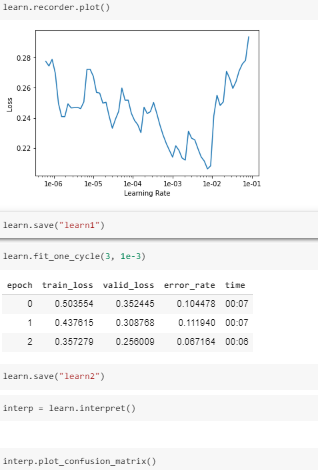 learn.recorder.plot()
0.28
0.26
0.24
0.22
Loss
1e-06 1e-05 1e-04 1e-03 1e-02 1e-01
Learning Rate
learn.save("learn1")
learn.fit_one_cycle(3, 1e-3)
epoch train_loss valid_loss error_rate time
0 0.503554 0.352445 0.104478 00:07
1 0.437615 0.308768 0.111940 00:07
2 0.357279 0.256009 0.067164 00:06
learn.save("learn2")
interp = learn.interpret()
interp.plot_confusion_matrix()